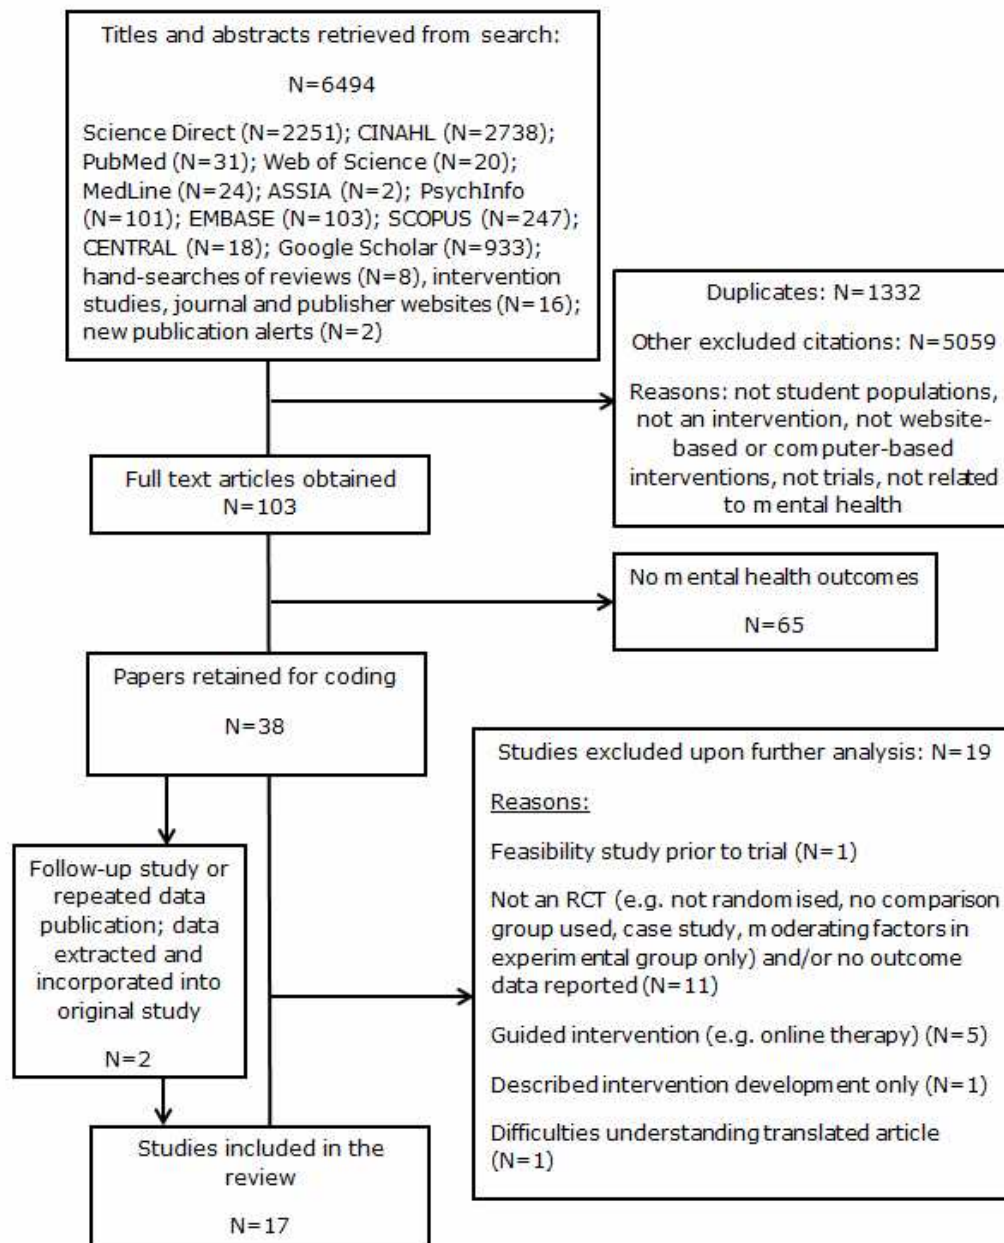 Titles and abstracts retrieved from search:
N=6494
Science Direct (N=2251); CINAHL (N=2738);
PubMed (N=31); Web of Science (N=20);
MedLine (N=24); ASSIA (N=2); PsychInfo
(N=101); EMBASE (N=103); SCOPUS (N=247);
CENTRAL (N=18); Google Scholar (N=933);
hand-searches of reviews (N=8), intervention
studies, journal and publisher websites (N=16);
new publication alerts (N=2)
Duplicates: N=1332
Other excluded citations: N=5059
Reasons: not student populations,
not an intervention, not website-
based or computer-based
interventions, not trials, not related
to mental health
Full text articles obtained
N=103
No mental health outcomes
N=65
Papers retained for coding
N=38
Studies excluded upon further analysis: N=19
Reasons:
Feasibility study prior to trial (N=1)
Not an RCT (e.g. not randomised, no comparison
group used, case study, moderating factors in
experimental group only) and/or no outcome
data reported (N=11)
Guided intervention (e.g. online therapy) (N=5)
Described intervention development only (N=1)
Difficulties understanding translated article
(N=1)
Follow-up study or
repeated data
publication; data
extracted and
incorporated into
original study
N=2
Studies included in the
review
N=17